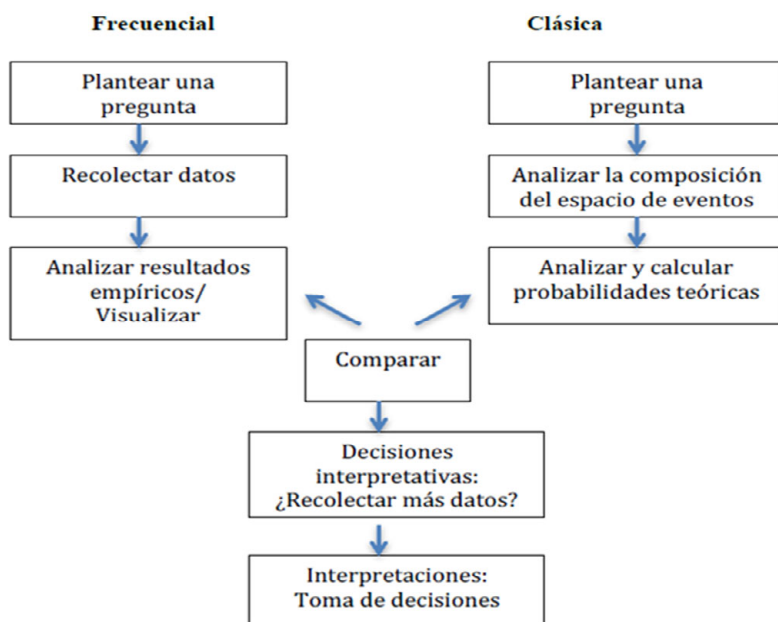 Frecuencial
Plantear una
pregunta
Recolectar datos
Analizar resultados
empíricos/
Visualizar
Clásica
Plantear una
pregunta
Analizar la composición
del espacio de eventos
Analizar y calcular
probabilidades teóricas
Comparar
Decisiones
interpretativas:
¿Recolectar más datos?
Interpretaciones:
Toma de decisiones